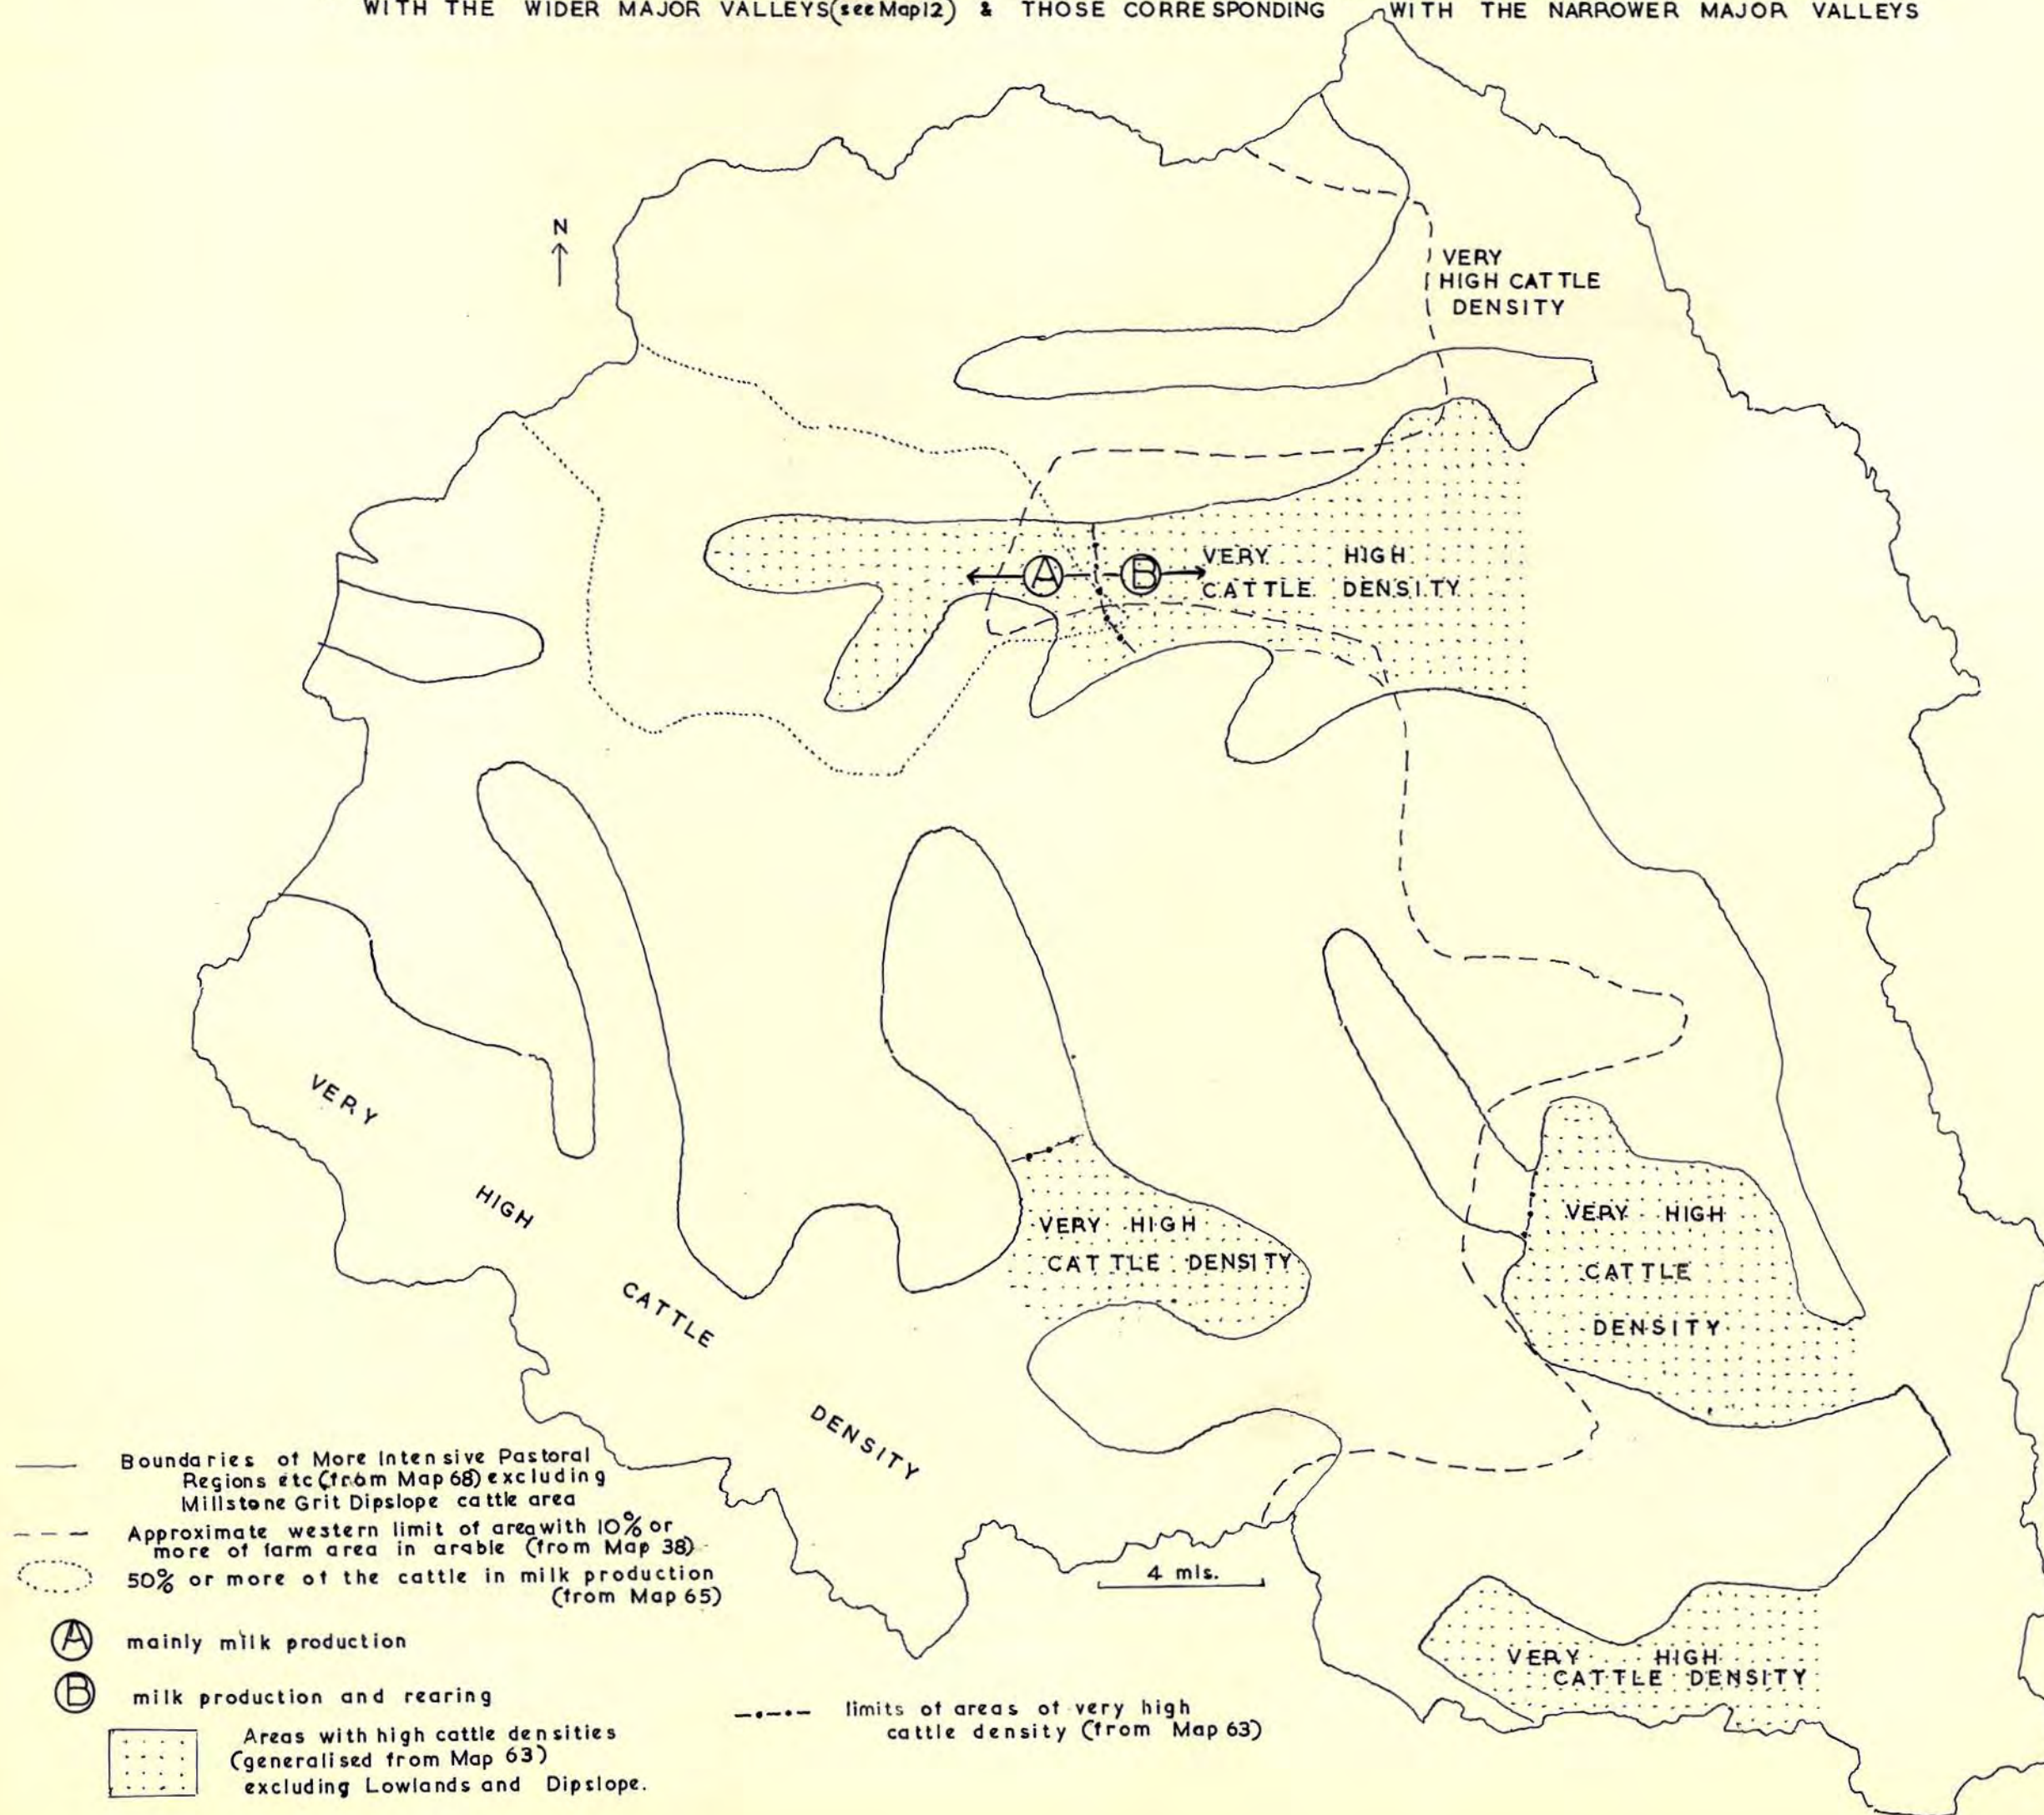 WITH THE WIDER MAJOR VALLEYS(see Map12) & THOSE CORRESPONDING WITH THE NARROWER MAJOR VALLEYS
N
VERY
HIGH CATTLE
DENSITY
A
B
VERY HIGH
CATTLE DENSITY
VERY
HIGH
CATTLE
DENSITY
VERY HIGH
CATTLE DENSITY
VERY HIGH
CATTLE
DENSITY
Boundaries of More Intensive Pastoral
Regions etc (from Map 68) excluding
Millstone Grit Dipslope cattle area
Approximate western limit of area with 10% or
more of farm area in arable (from Map 38)
50% or more of the cattle in milk production
(from Map 65)
A mainly milk production
B milk production and rearing
Areas with high cattle densities
(generalised from Map 63)
excluding Lowlands and Dipslope.
4 mls.
limits of areas of very high
cattle density (from Map 63)
VERY HIGH
CATTLE DENSITY